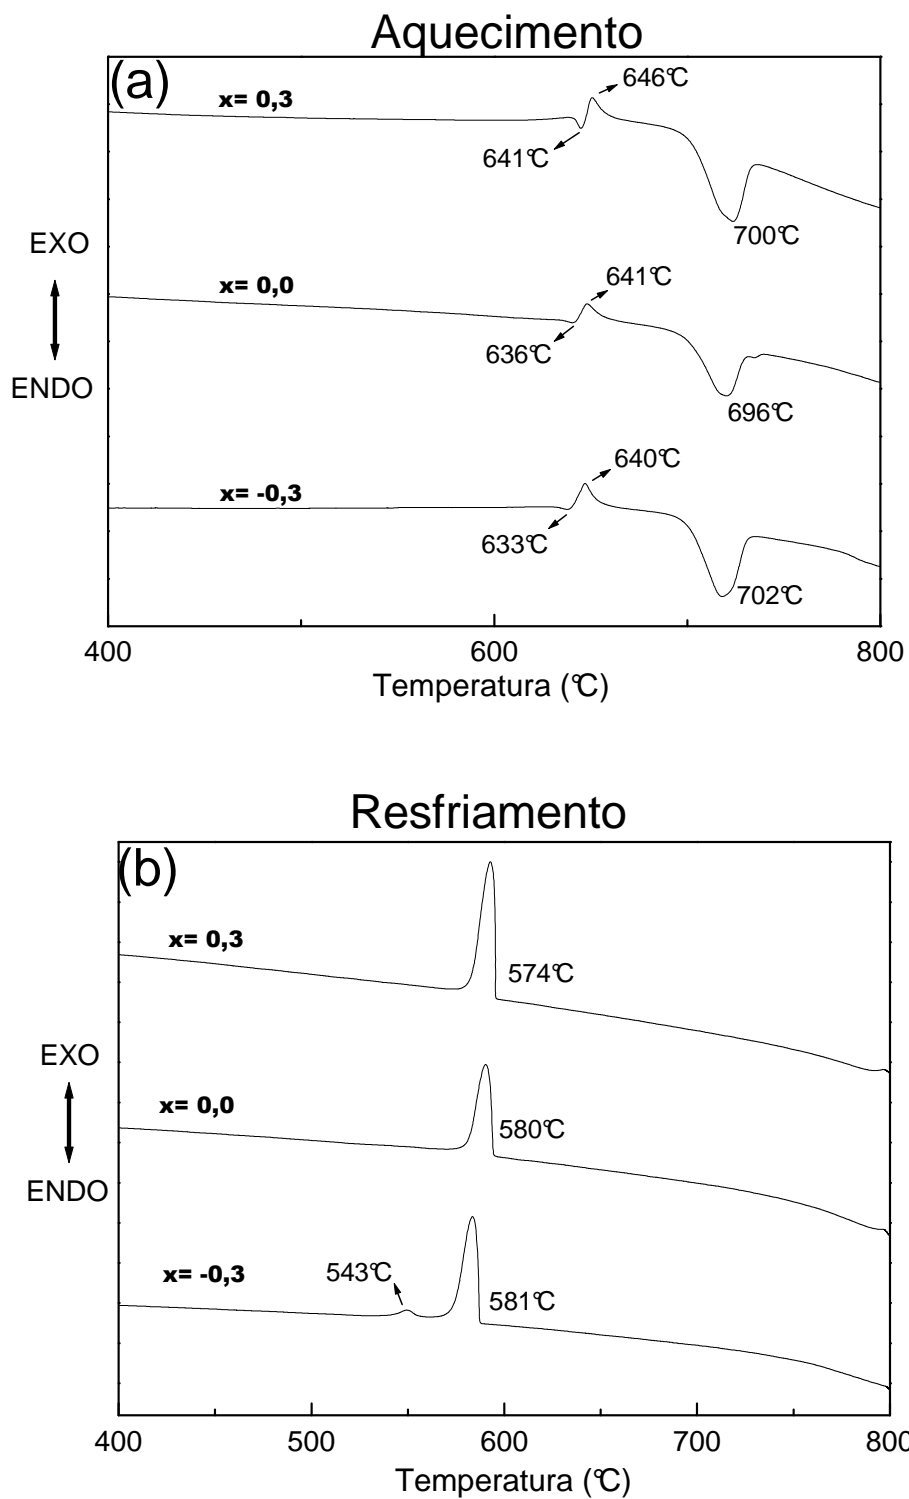 Aquecimento
(a)
x= 0,3
646°C
641°C
700°C
EXO
x= 0,0
641°C
636°C
ENDO
696°C
x= -0,3
640°C
633°C
702°C
400 600 800
Temperatura (°C)
Resfriamento
(b)
x= 0,3
574°C
EXO
x= 0,0
580°C
ENDO
x= -0,3
543°C
581°C
400 500 600 700 800
Temperatura (°C)